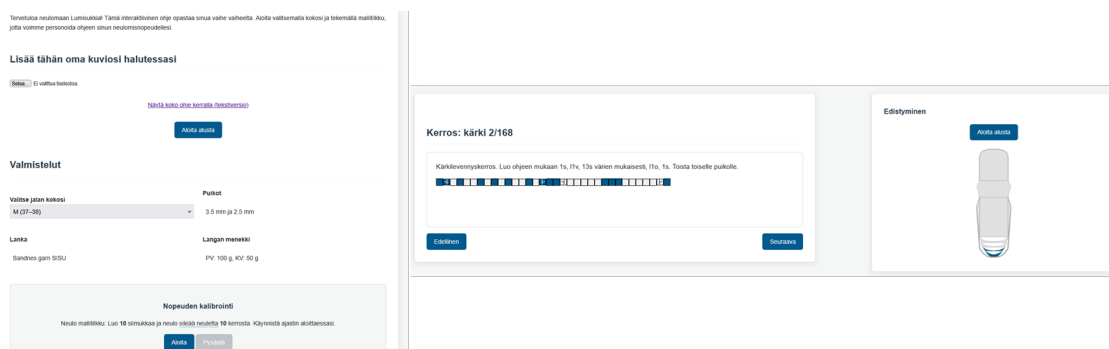 Tervetuloa neulomaan Lumisukkia! Tämä interaktiivinen ohje opastaa sinua vaihe vaiheelta. Aloita valitsemalla kokosi ja tekemällä mallitilkku,
jotta voimme personoida ohjeen sinun neulomisnopeudellesi.
Lisää tähän oma kuviosi halutessasi
Selaa... Ei valittua tiedostoa.
Näytä koko ohje kerralla (tekstiversio)
Aloita alusta
Valmistelut
Valitse jalan kokosi
M (37–38)
Puikot
3.5 mm ja 2.5 mm
Lanka
Sandnes garn SISU
Langan menekki
PV: 100 g, KV: 50 g
Nopeuden kalibrointi
Neulo mallitilkku: Luo 10 silmukkaa ja neulo sileää neuletta 10 kerrosta. Käynnistä ajastin aloittaessasi.
Aloita
Pysäytä
Kerros: kärki 2/168
Kärkilevennyskerros. Luo ohjeen mukaan 1s, l1v, 13s värien mukaisesti, l1o, 1s. Toista toiselle puikolle.
Edellinen
Seuraava
Edistyminen
Aloita alusta